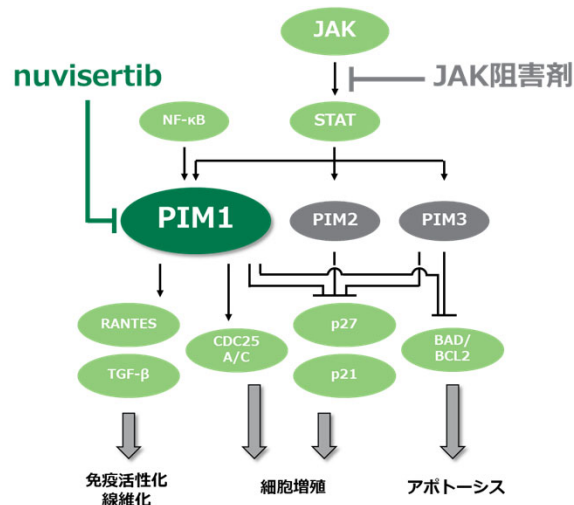 JAK
nuvisertib
JAK阻害剤
NF-κB
STAT
PIM1
PIM2
PIM3
RANTES
CDC25
A/C
p27
BAD/
BCL2
TGF-β
p21
免疫活性化
線維化
細胞増殖
アポトーシス